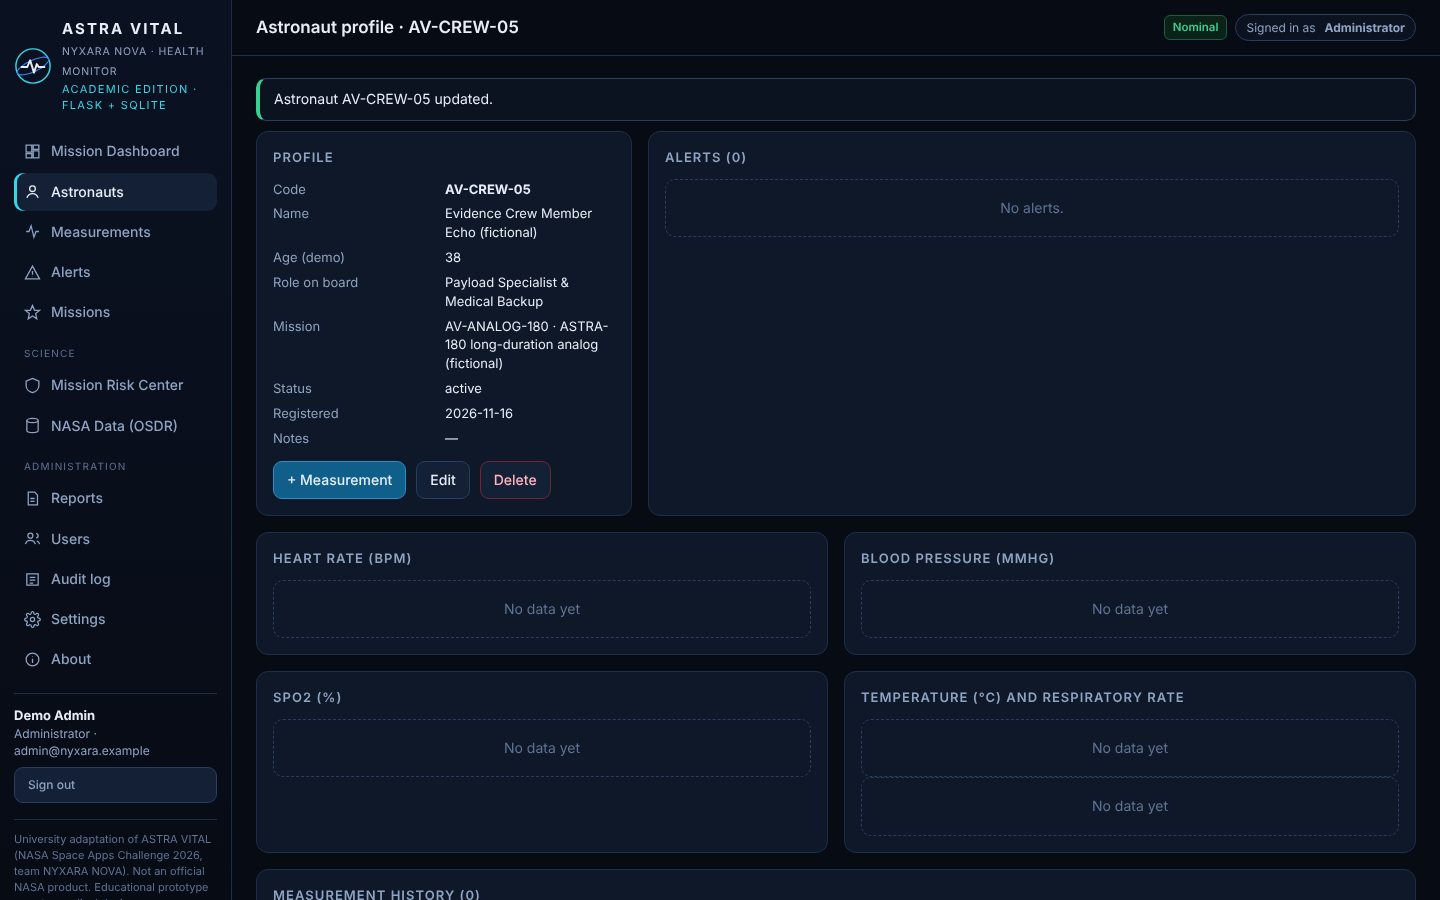 ASTRA VITAL
NYXARA NOVA · HEALTH
MONITOR
ACADEMIC EDITION ·
FLASK + SQLITE
Mission Dashboard
Astronauts
Measurements
Alerts
Missions
SCIENCE
Mission Risk Center
NASA Data (OSDR)
ADMINISTRATION
Reports
Users
Audit log
Settings
About
Demo Admin
Administrator ·
admin@nyxara.example
Sign out
University adaptation of ASTRA VITAL
(NASA Space Apps Challenge 2026,
team NYXARA NOVA). Not an official
NASA product. Educational prototype
Astronaut profile · AV-CREW-05
Nominal
Signed in as Administrator
Astronaut AV-CREW-05 updated.
PROFILE
Code AV-CREW-05
Name Evidence Crew Member
Echo (fictional)
Age (demo) 38
Role on board Payload Specialist &
Medical Backup
Mission AV-ANALOG-180 · ASTRA-
180 long-duration analog
(fictional)
Status active
Registered 2026-11-16
Notes —
+ Measurement Edit Delete
ALERTS (0)
No alerts.
HEART RATE (BPM)
No data yet
BLOOD PRESSURE (MMHG)
No data yet
SPO2 (%)
No data yet
TEMPERATURE (°C) AND RESPIRATORY RATE
No data yet
No data yet
MEASUREMENT HISTORY (0)